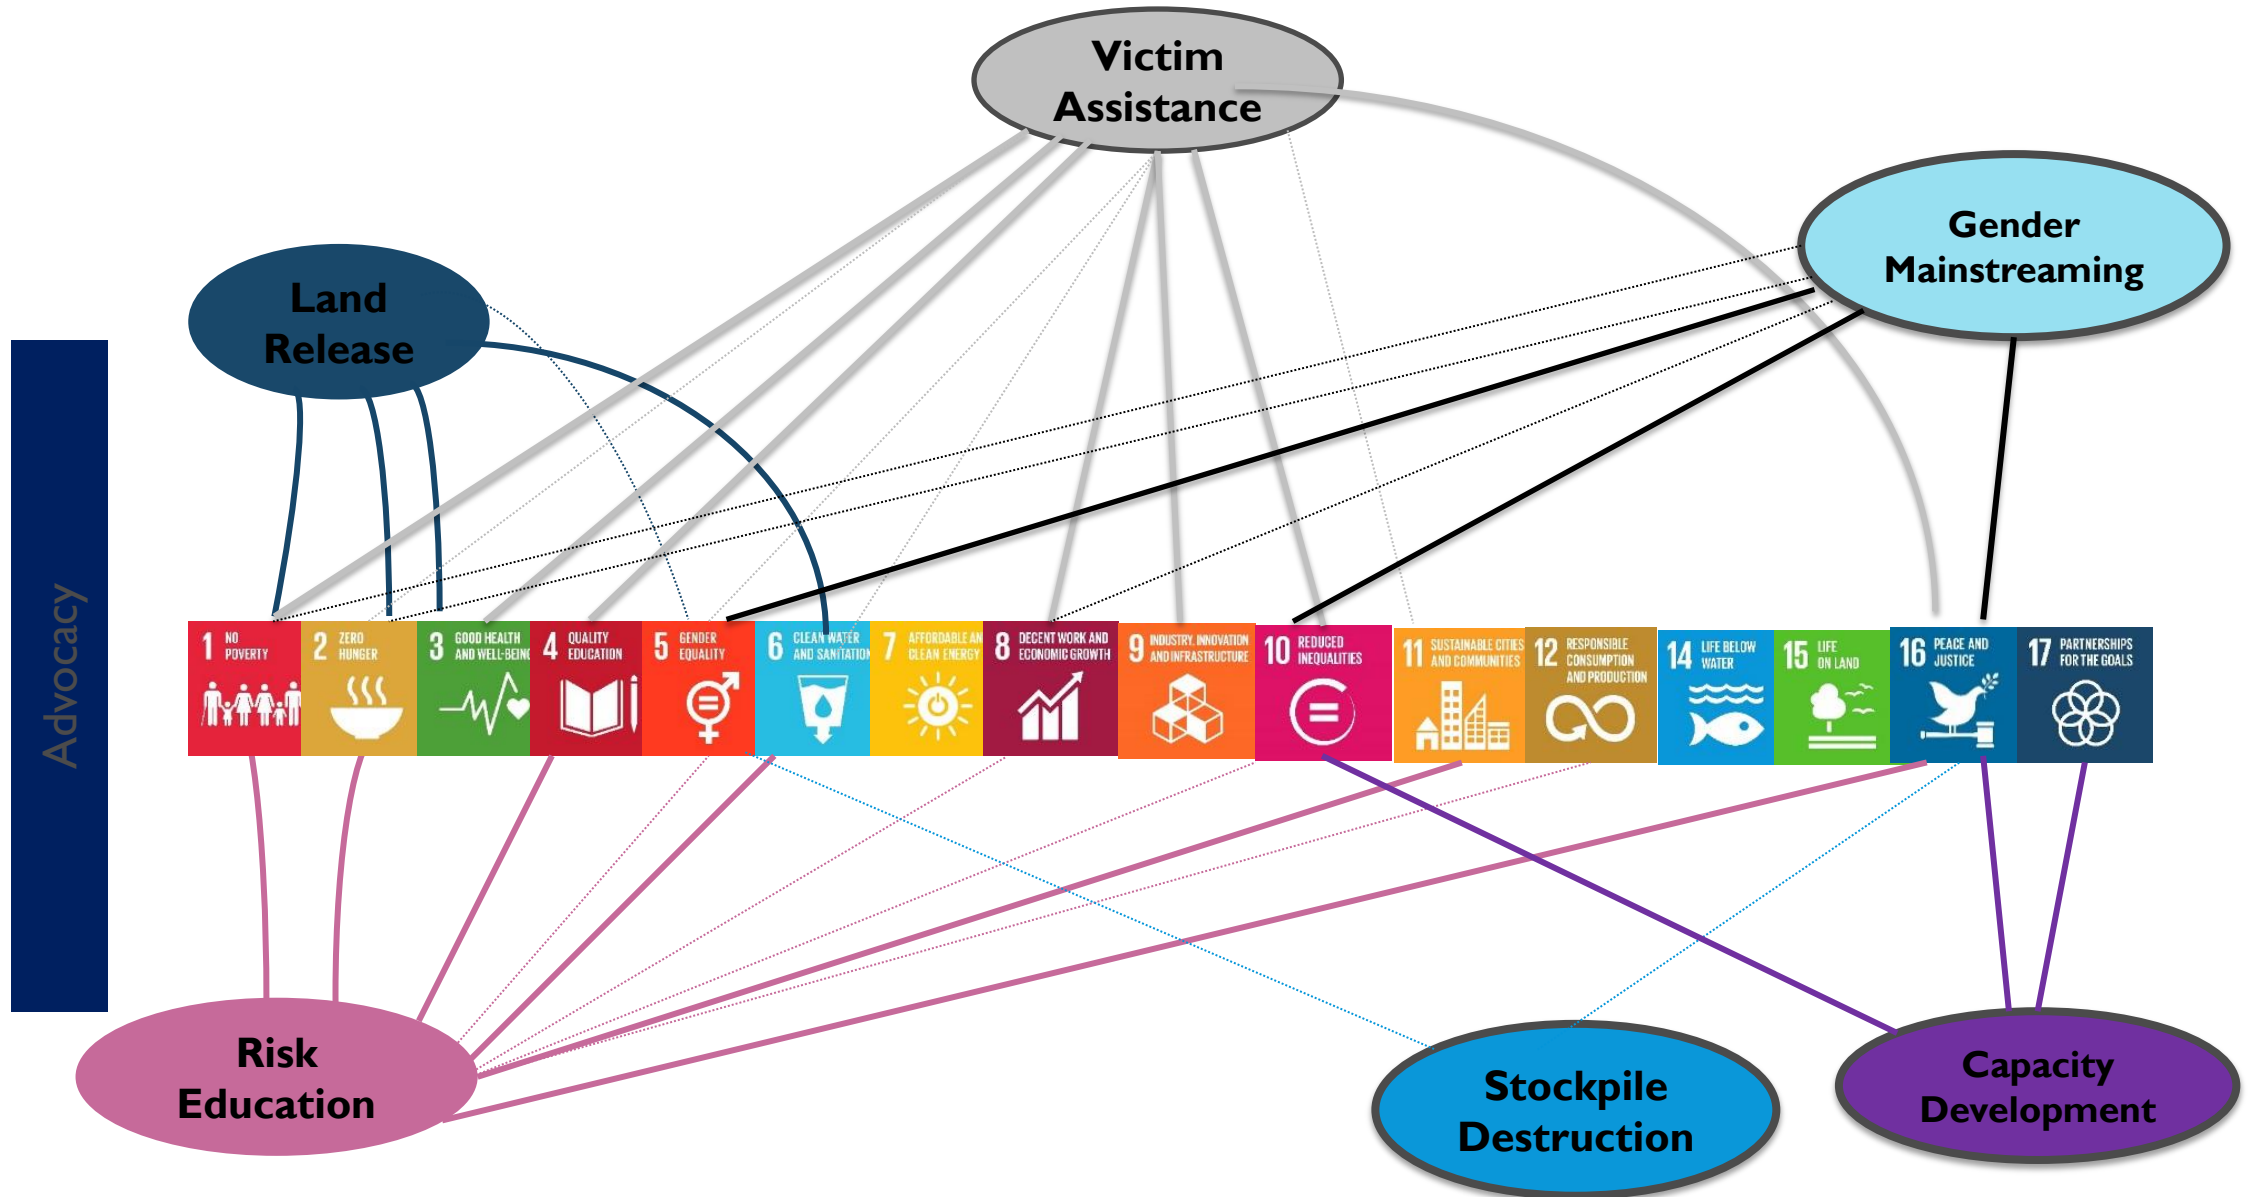 Victim
Assistance
Gender
Mainstreaming
Land
Release
Advocacy
1 NO
POVERTY
2 ZERO
HUNGER
3 GOOD HEALTH
AND WELL-BEING
4 QUALITY
EDUCATION
5 GENDER
EQUALITY
6 CLEAN WATER
AND SANITATION
7 AFFORDABLE AN
CLEAN ENERGY
8 DECENT WORK AND
ECONOMIC GROWTH
9 INDUSTRY, INNOVATION
AND INFRASTRUCTURE
10 REDUCED
INEQUALITIES
11 SUSTAINABLE CITIES
AND COMMUNITIES
12 RESPONSIBLE
CONSUMPTION
AND PRODUCTION
14 LIFE BELOW
WATER
15 LIFE
ON LAND
16 PEACE AND
JUSTICE
17 PARTNERSHIPS
FOR THE GOALS
Risk
Education
Stockpile
Destruction
Capacity
Development